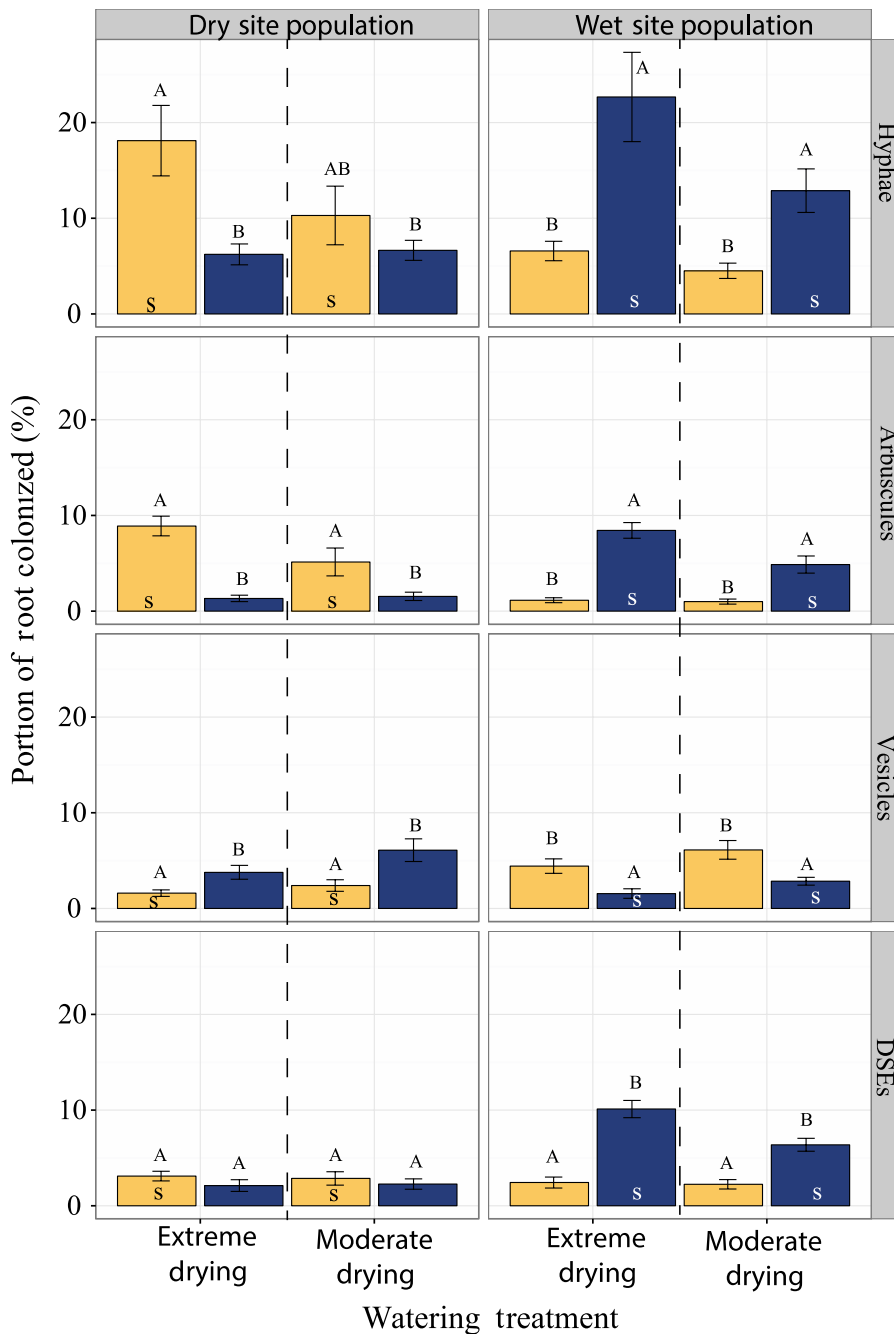 Dry site population
Wet site population
Portion of root colonized (%)
Hyphae
20
10
0
A
B
AB
B
S
S
B
A
B
A
S
S
Arbuscules
20
10
0
A
B
A
B
S
S
B
A
B
A
S
S
Vesicles
20
10
0
A
B
A
B
S
S
B
A
B
A
S
S
DSEs
20
10
0
A
A
A
A
S
S
A
B
A
B
S
S
Extreme
drying
Moderate
drying
Extreme
drying
Moderate
drying
Watering treatment